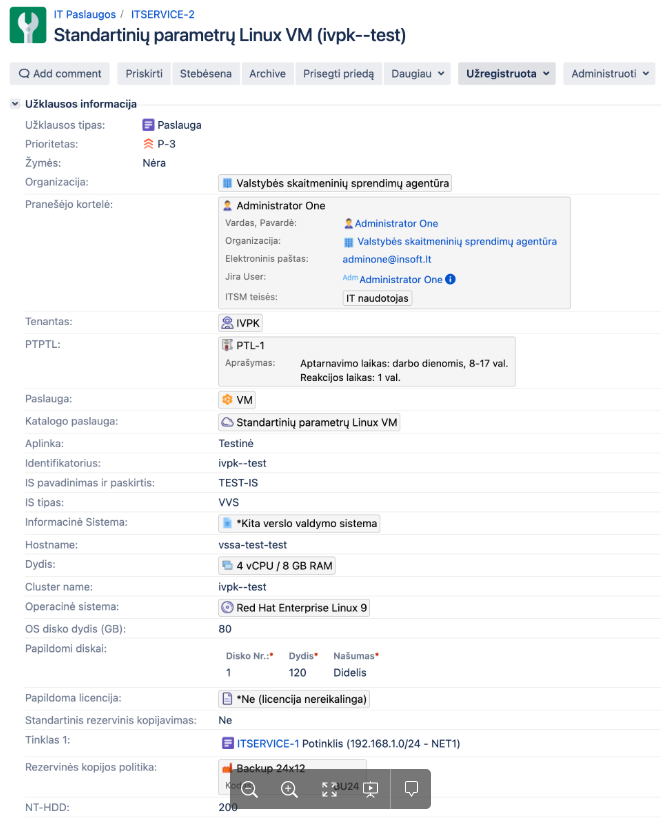 IT Paslaugos / ITSERVICE-2
Standartinių parametrų Linux VM (ivpk--test)
Add comment Priskirti Stebėsena Archive Prisegti priedą Daugiau Užregistruota Administruoti
Užklausos informacija
Užklausos tipas: Paslauga
Prioritetas: P-3
Žymės: Nėra
Organizacija: Valstybės skaitmeninių sprendimų agentūra
Pranešėjo kortelė: Administrator One
Vardas, Pavardė: Administrator One
Organizacija: Valstybės skaitmeninių sprendimų agentūra
Elektroninis paštas: adminone@insoft.lt
Jira User: Adm Administrator One
ITSM teisės: IT naudotojas
Tenantas: IVPK
PTPTL: PTL-1
Aprašymas: Aptarnavimo laikas: darbo dienomis, 8-17 val.
Reakcijos laikas: 1 val.
Paslauga: VM
Katalogo paslauga: Standartinių parametrų Linux VM
Aplinka: Testinė
Identifikatorius: ivpk--test
IS pavadinimas ir paskirtis: TEST-IS
IS tipas: VVS
Informacinė Sistema: *Kita verslo valdymo sistema
Hostname: vssa-test-test
Dydis: 4 vCPU / 8 GB RAM
Cluster name: ivpk--test
Operacinė sistema: Red Hat Enterprise Linux 9
OS disko dydis (GB): 80
Papildomi diskai:
Disko Nr.:* Dydis* Našumas*
1 120 Didelis
Papildoma licencija: *Ne (licencija nereikalinga)
Standartinis rezervinis kopijavimas: Ne
Tinklas 1: ITSERVICE-1 Potinklis (192.168.1.0/24 - NET1)
Rezervinės kopijos politika: Backup 24x12
NT-HDD: 200